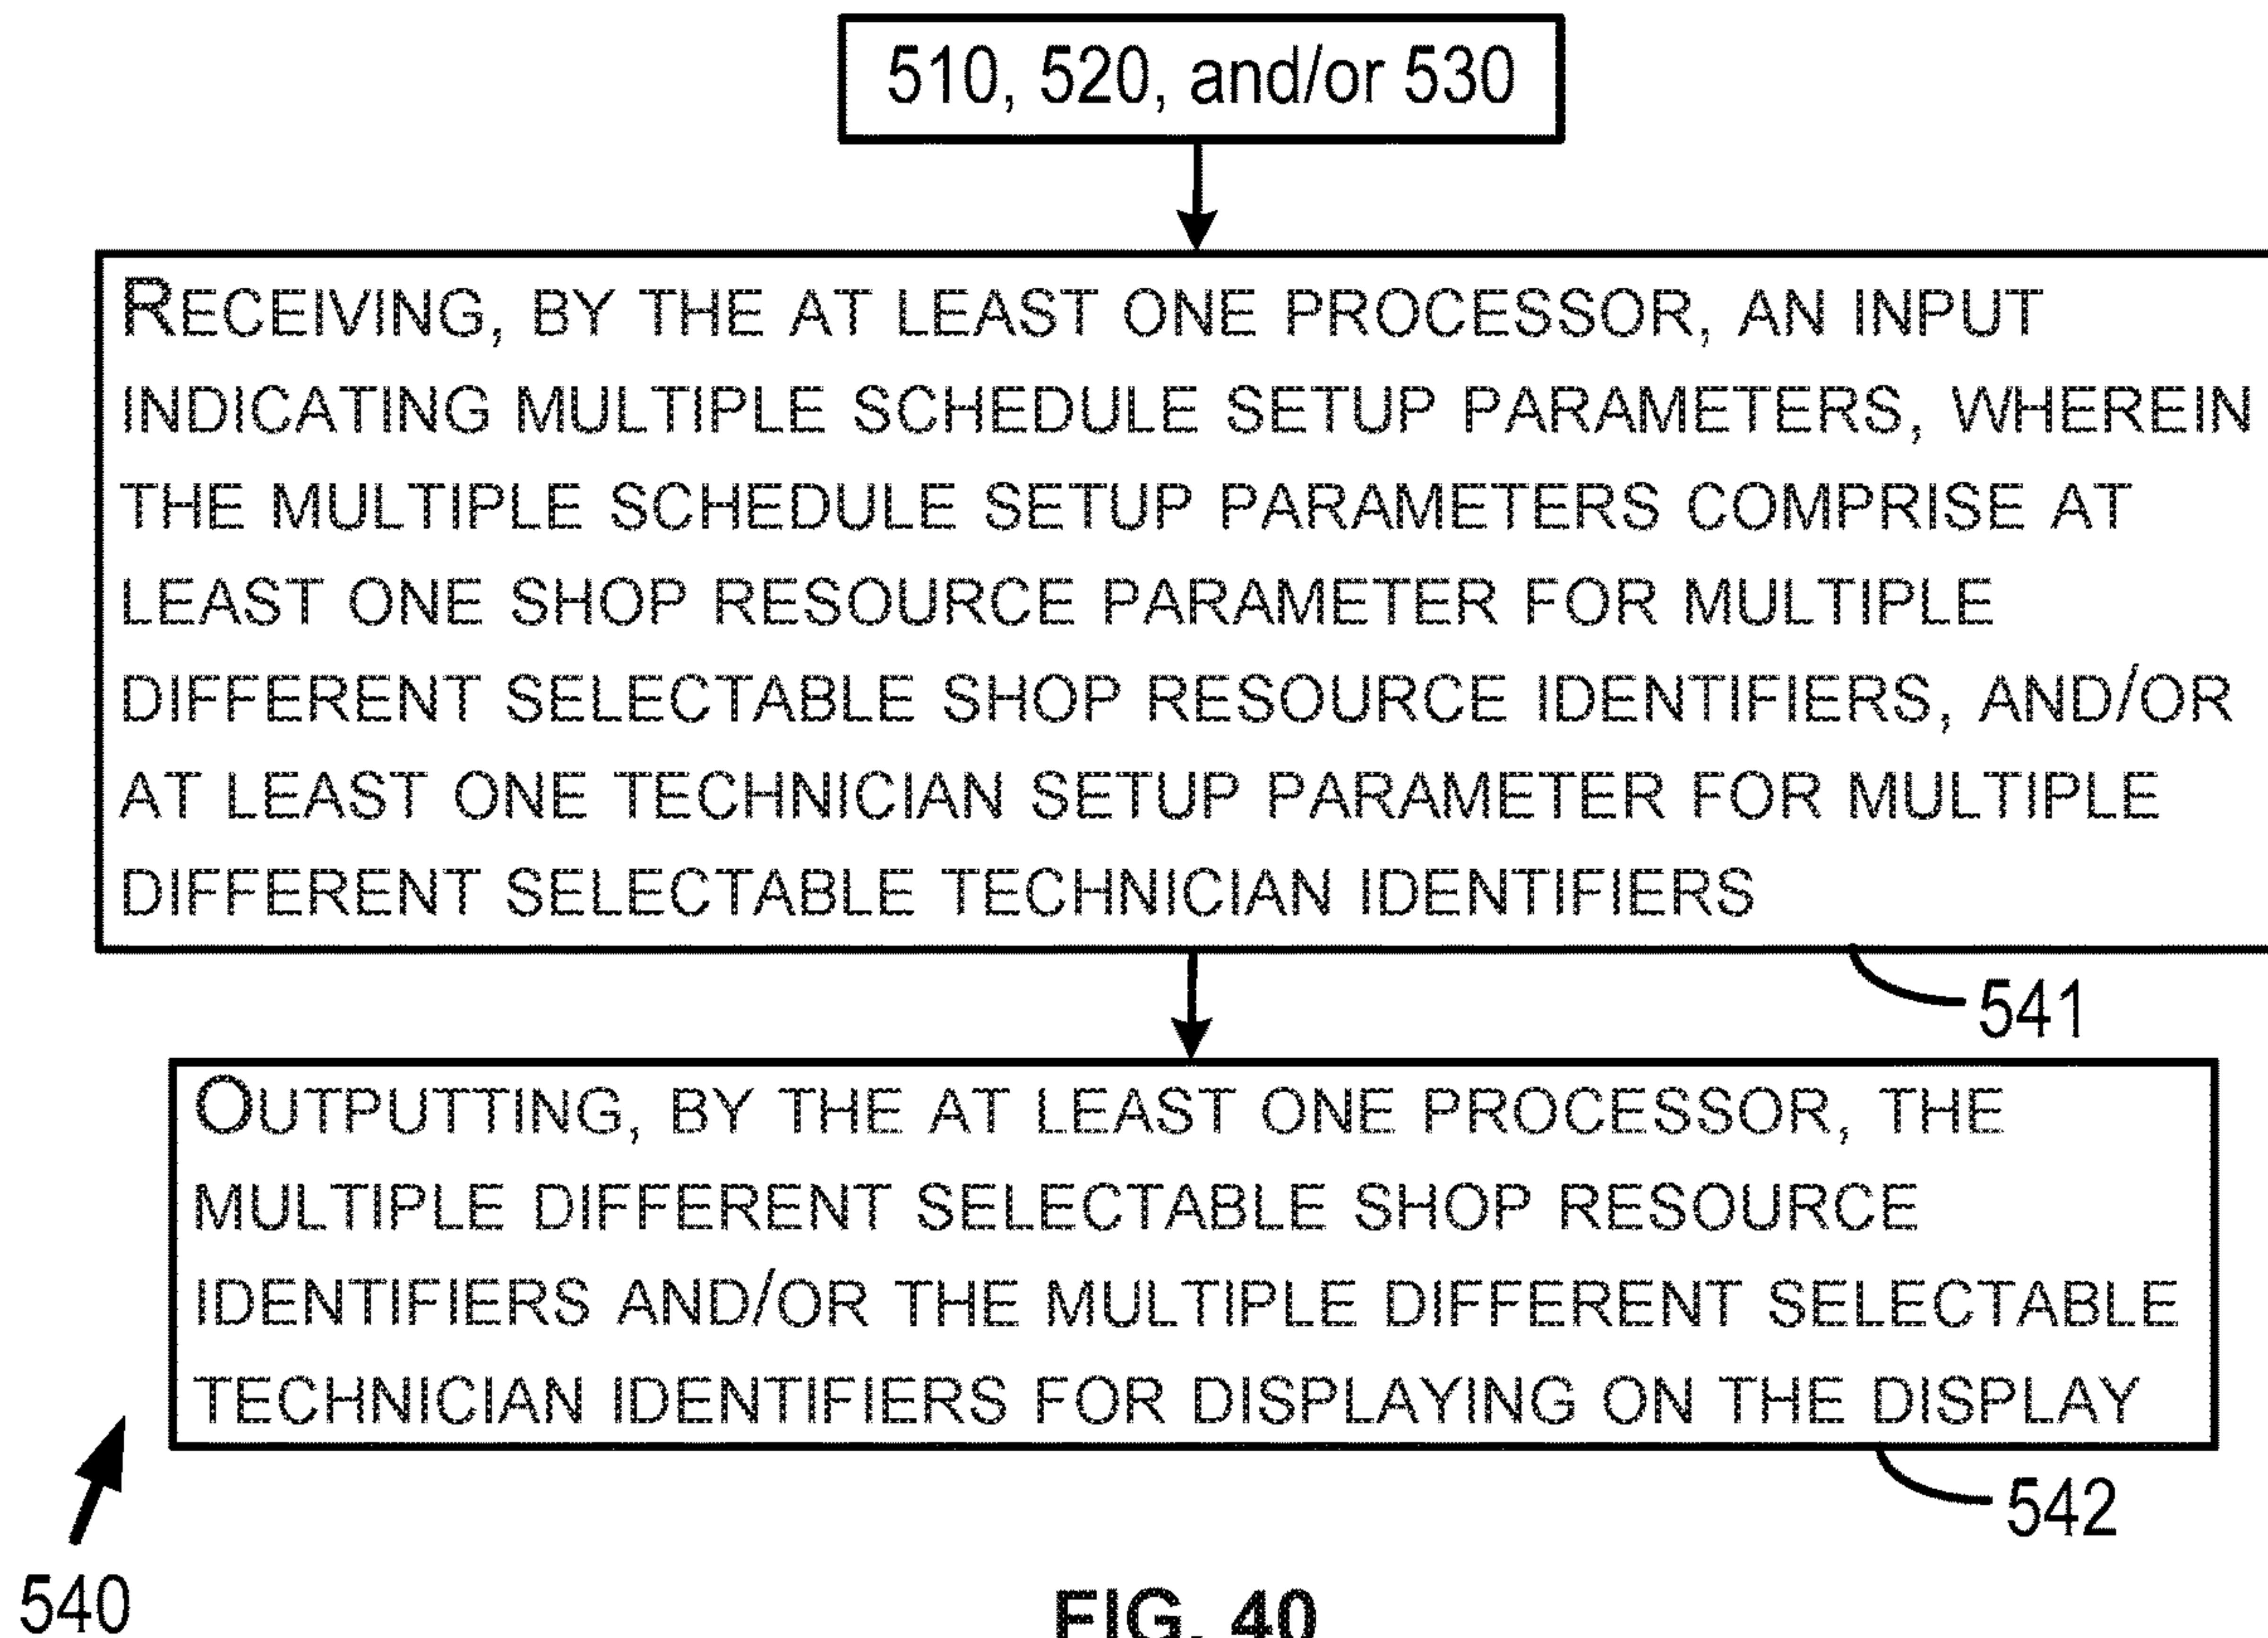 510, 520, and/or 530
RECEIVING, BY THE AT LEAST ONE PROCESSOR, AN INPUT
INDICATING MULTIPLE SCHEDULE SETUP PARAMETERS, WHEREIN
THE MULTIPLE SCHEDULE SETUP PARAMETERS COMPRISE AT
LEAST ONE SHOP RESOURCE PARAMETER FOR MULTIPLE
DIFFERENT SELECTABLE SHOP RESOURCE IDENTIFIERS, AND/OR
AT LEAST ONE TECHNICIAN SETUP PARAMETER FOR MULTIPLE
DIFFERENT SELECTABLE TECHNICIAN IDENTIFIERS
541
OUTPUTTING, BY THE AT LEAST ONE PROCESSOR, THE
MULTIPLE DIFFERENT SELECTABLE SHOP RESOURCE
IDENTIFIERS AND/OR THE MULTIPLE DIFFERENT SELECTABLE
TECHNICIAN IDENTIFIERS FOR DISPLAYING ON THE DISPLAY
542
540
FIG. 40